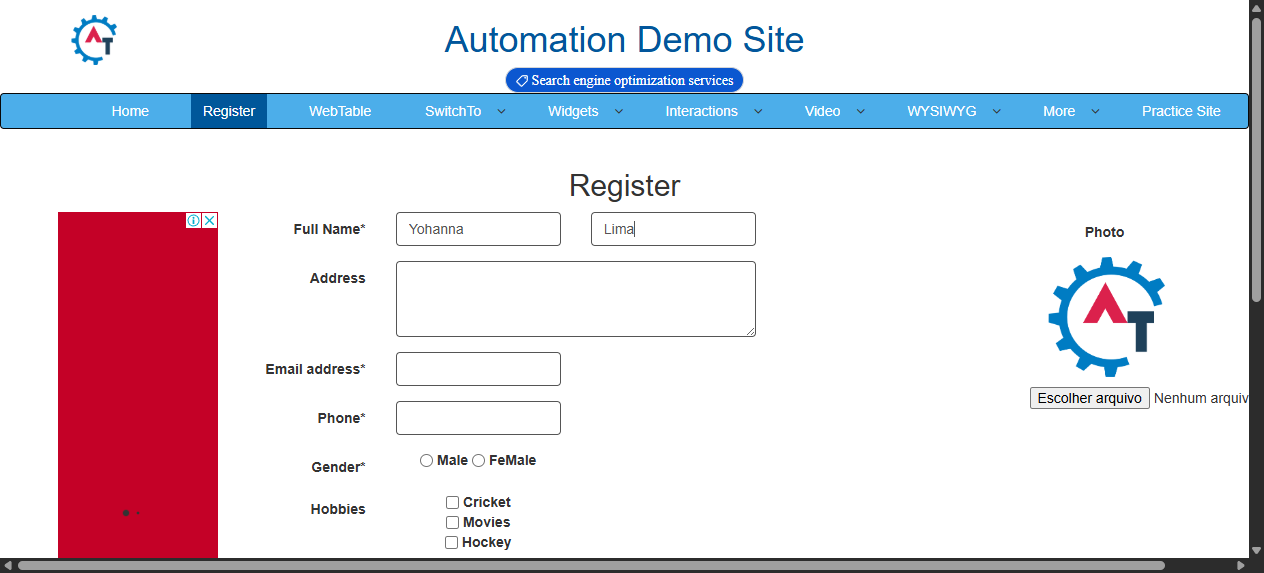 Automation Demo Site
Search engine optimization services
Home Register WebTable SwitchTo Widgets Interactions Video WYSIWYG More Practice Site
Register
Full Name* Yohanna Lima
Photo
Address
AT
Email address*
Escolher arquivo Nenhum arquiv
Phone*
Gender* Male FeMale
Hobbies Cricket
Movies
Hockey